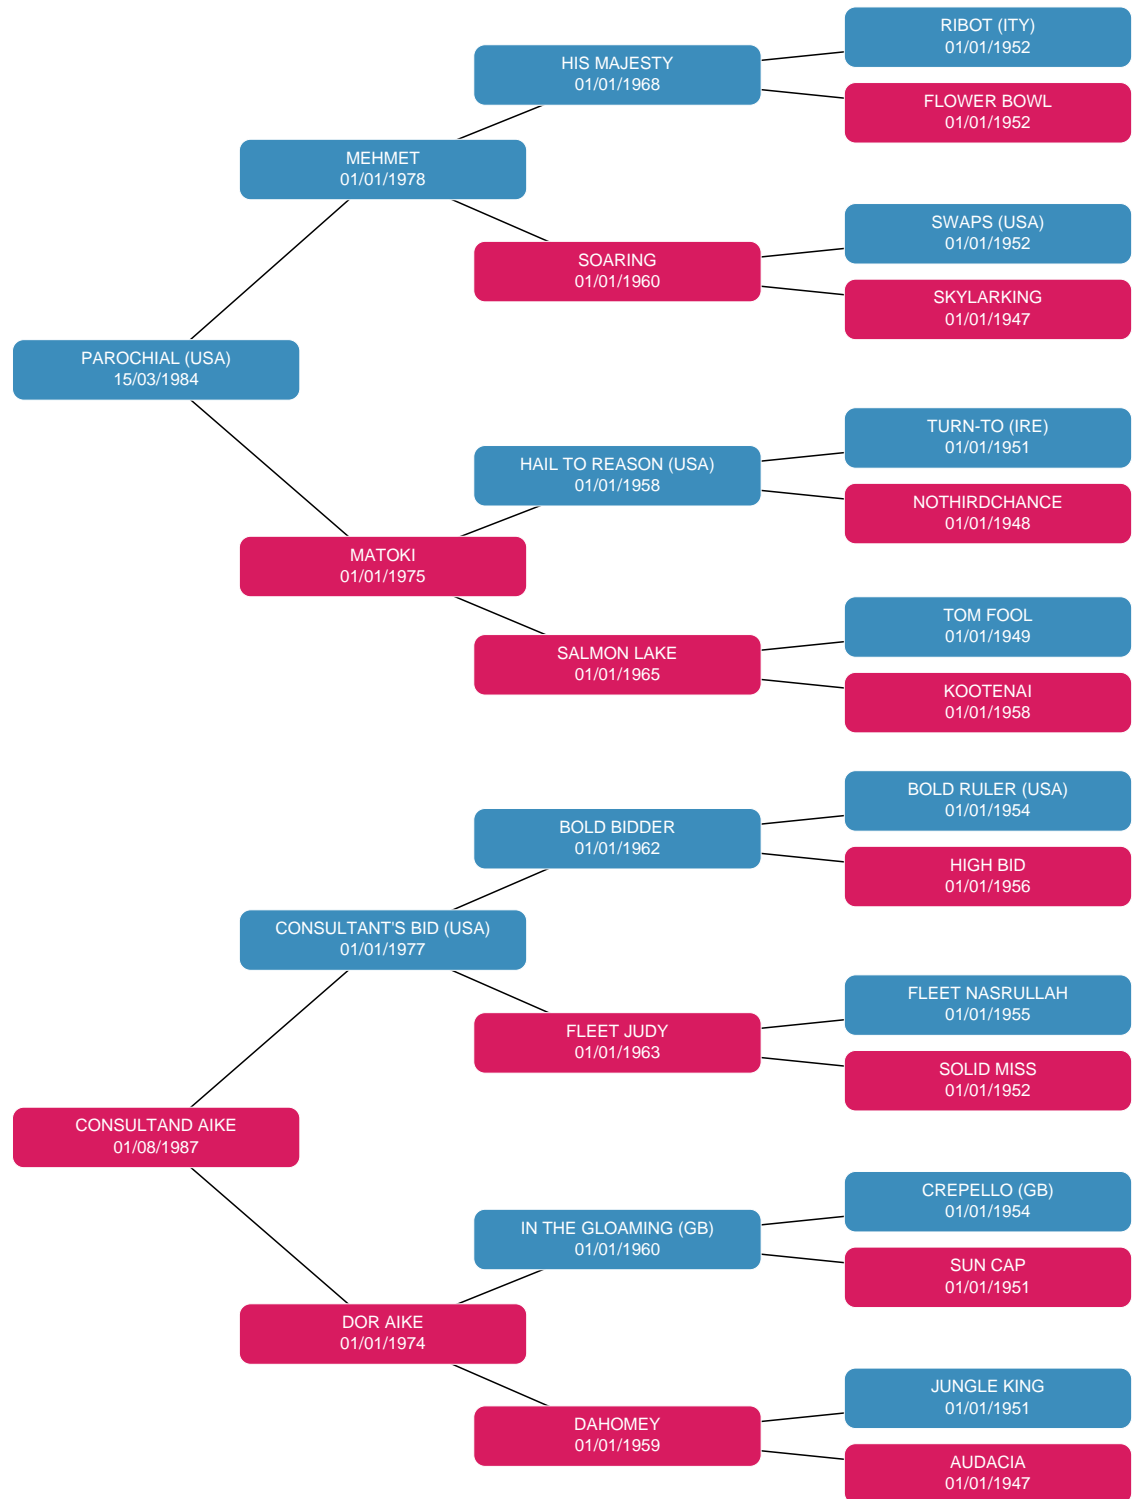 RIBOT (ITY)
01/01/1952
HIS MAJESTY
01/01/1968
FLOWER BOWL
01/01/1952
MEHMET
01/01/1978
SWAPS (USA)
01/01/1952
SOARING
01/01/1960
SKYLARKING
01/01/1947
PAROCHIAL (USA)
15/03/1984
TURN-TO (IRE)
01/01/1951
HAIL TO REASON (USA)
01/01/1958
NOTHIRDCHANCE
01/01/1948
MATOKI
01/01/1975
TOM FOOL
01/01/1949
SALMON LAKE
01/01/1965
KOOTENAI
01/01/1958
BOLD RULER (USA)
01/01/1954
BOLD BIDDER
01/01/1962
HIGH BID
01/01/1956
CONSULTANT'S BID (USA)
01/01/1977
FLEET NASRULLAH
01/01/1955
FLEET JUDY
01/01/1963
SOLID MISS
01/01/1952
CONSULTAND AIKE
01/08/1987
CREPELLO (GB)
01/01/1954
IN THE GLOAMING (GB)
01/01/1960
SUN CAP
01/01/1951
DOR AIKE
01/01/1974
JUNGLE KING
01/01/1951
DAHOMEY
01/01/1959
AUDACIA
01/01/1947